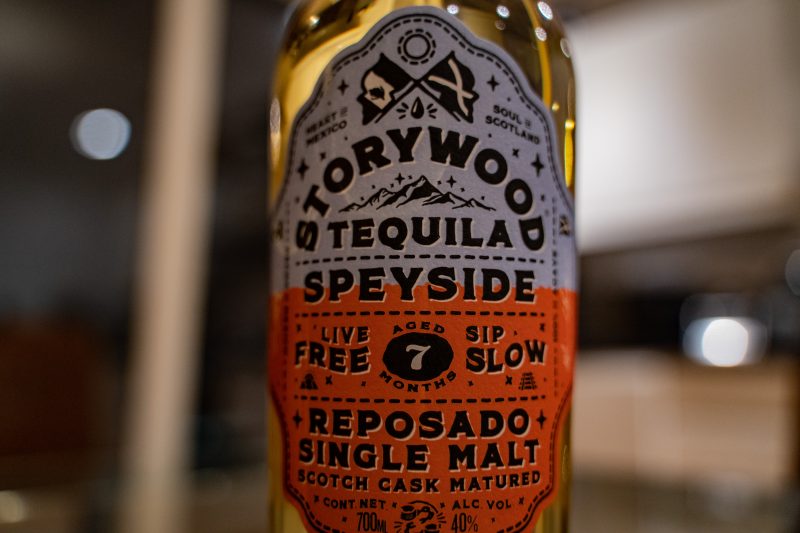 HEART OF MEXICO
SOUL OF SCOTLAND
STORYWOOD
TEQUILA
SPEYSIDE
LIVE FREE
AGED 7 MONTHS
SIP SLOW
REPOSADO
SINGLE MALT
SCOTCH CASK MATURED
CONT. NET. 700ML
ALC. VOL 40%